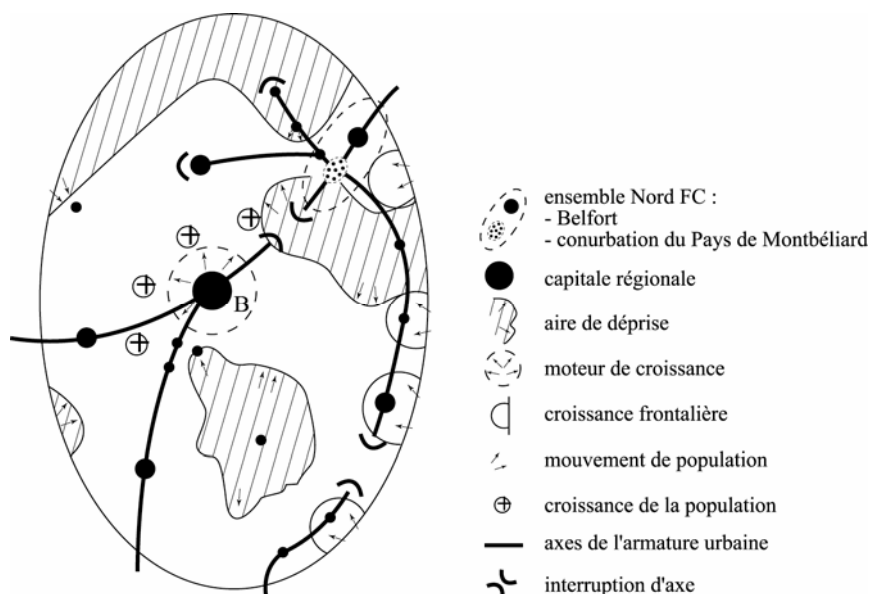 B
ensemble Nord FC :
- Belfort
- conurbation du Pays de Montbéliard
capitale régionale
aire de déprise
moteur de croissance
croissance frontalière
mouvement de population
croissance de la population
axes de l'armature urbaine
interruption d'axe